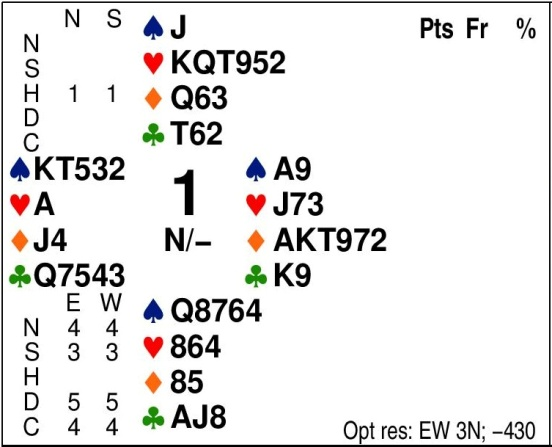 N S
♠ J
Pts Fr %
N
♥ KQT952
S
H 1 1
♦ Q63
D
C
♣ T62
♠ KT532
♥ A
♦ J4
♣ Q7543
1
N/–
♠ A9
♥ J73
♦ AKT972
♣ K9
E W
♠ Q8764
N 4 4
S 3 3
♥ 864
H
♦ 85
D 5 5
C 4 4
♣ AJ8
Opt res: EW 3N; –430